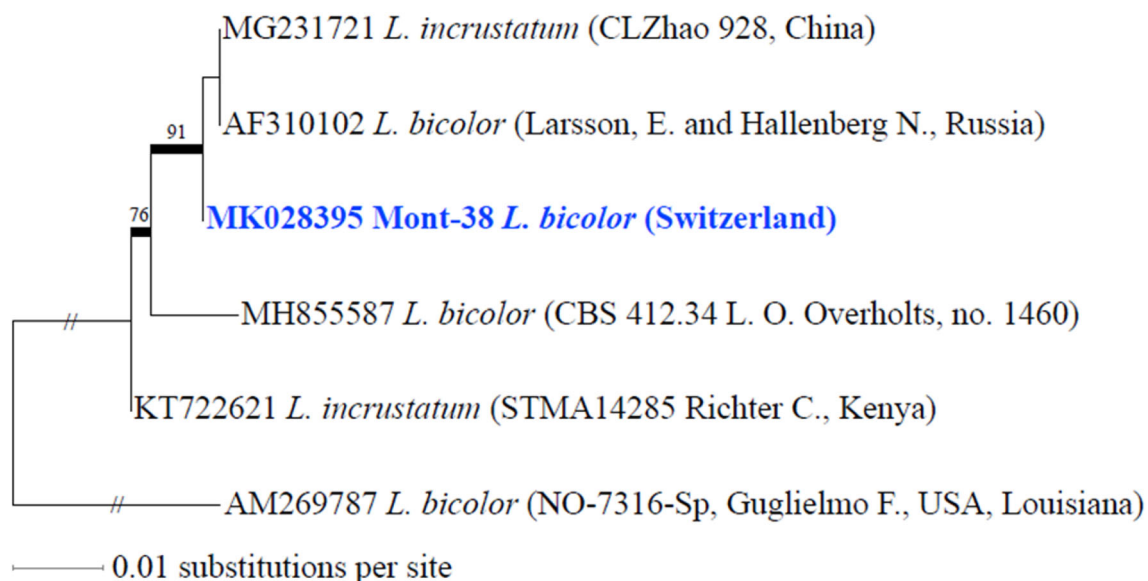 MG231721 L. incrustatum (CLZhao 928, China)
AF310102 L. bicolor (Larsson, E. and Hallenberg N., Russia)
91
MK028395 Mont-38 L. bicolor (Switzerland)
76
MH855587 L. bicolor (CBS 412.34 L. O. Overholts, no. 1460)
//
KT722621 L. incrustatum (STMA14285 Richter C., Kenya)
//
AM269787 L. bicolor (NO-7316-Sp, Guglielmo F., USA, Louisiana)
0.01 substitutions per site